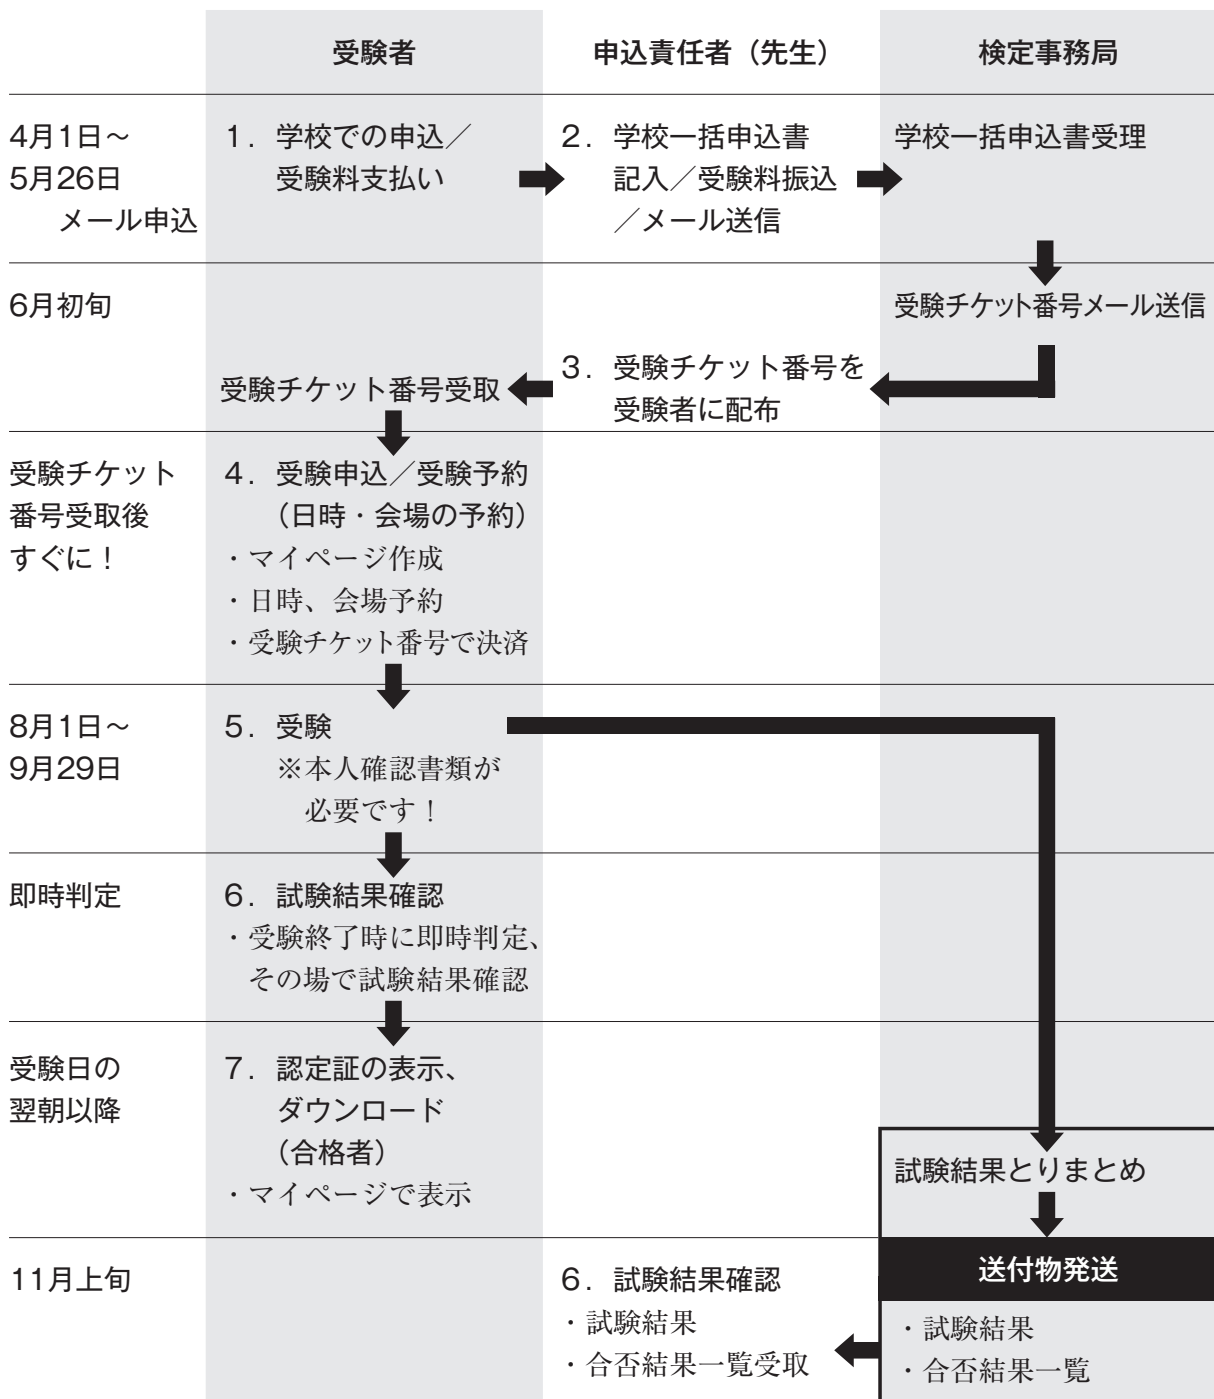 受験者
申込責任者（先生）
検定事務局
4月1日～
5月26日
メール申込
1．学校での申込／
受験料支払い
2．学校一括申込書
記入／受験料振込
／メール送信
学校一括申込書受理
6月初旬
受験チケット番号メール送信
3．受験チケット番号を
受験者に配布
受験チケット番号受取
受験チケット
番号受取後
すぐに！
4．受験申込／受験予約
（日時・会場の予約）
・マイページ作成
・日時、会場予約
・受験チケット番号で決済
8月1日～
9月29日
5．受験
※本人確認書類が
必要です！
即時判定
6．試験結果確認
・受験終了時に即時判定、
その場で試験結果確認
受験日の
翌朝以降
7．認定証の表示、
ダウンロード
（合格者）
・マイページで表示
試験結果とりまとめ
11月上旬
6．試験結果確認
・試験結果
・合否結果一覧受取
送付物発送
・試験結果
・合否結果一覧